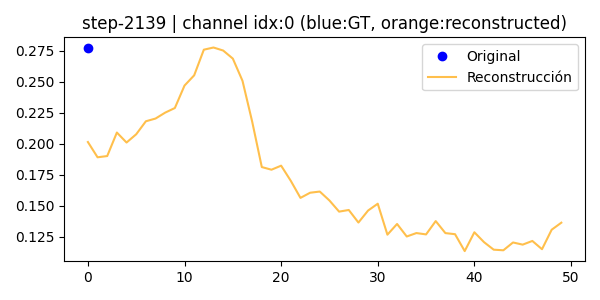 step-2139 | channel idx:0 (blue:GT, orange:reconstructed)
Original
Reconstrucción
0.275
0.250
0.225
0.200
0.175
0.150
0.125
0 10 20 30 40 50